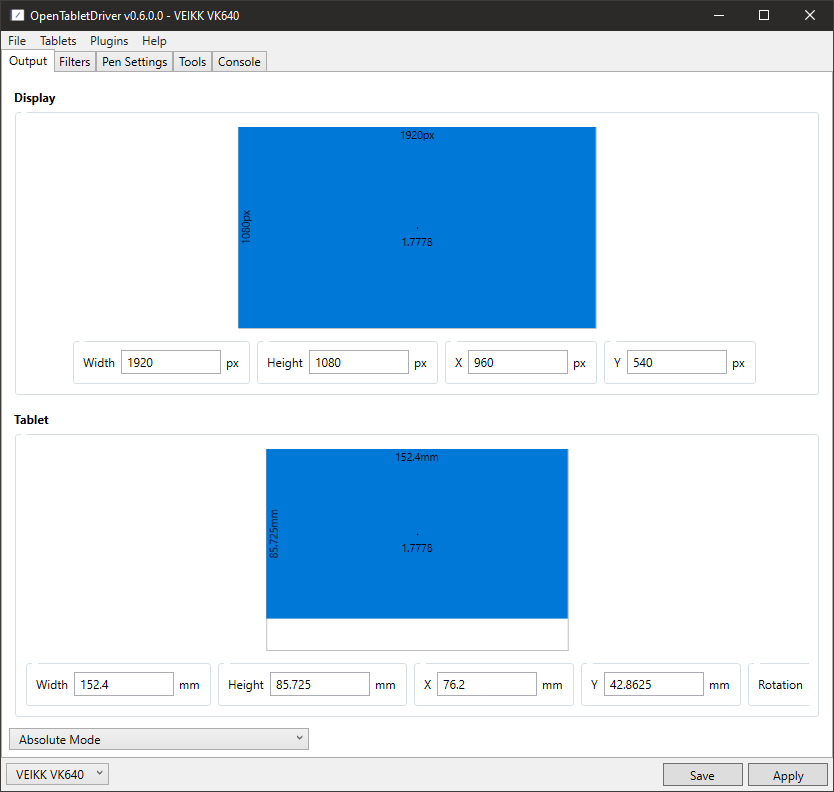 OpenTabletDriver v0.6.0.0 - VEIKK VK640
File Tablets Plugins Help
Output Filters Pen Settings Tools Console
Display
1920px
1080px
1.7778
Width 1920 px Height 1080 px X 960 px Y 540 px
Tablet
152.4mm
85.725mm
1.7778
Width 152.4 mm Height 85.725 mm X 76.2 mm Y 42.8625 mm Rotation
Absolute Mode
VEIKK VK640 Save Apply